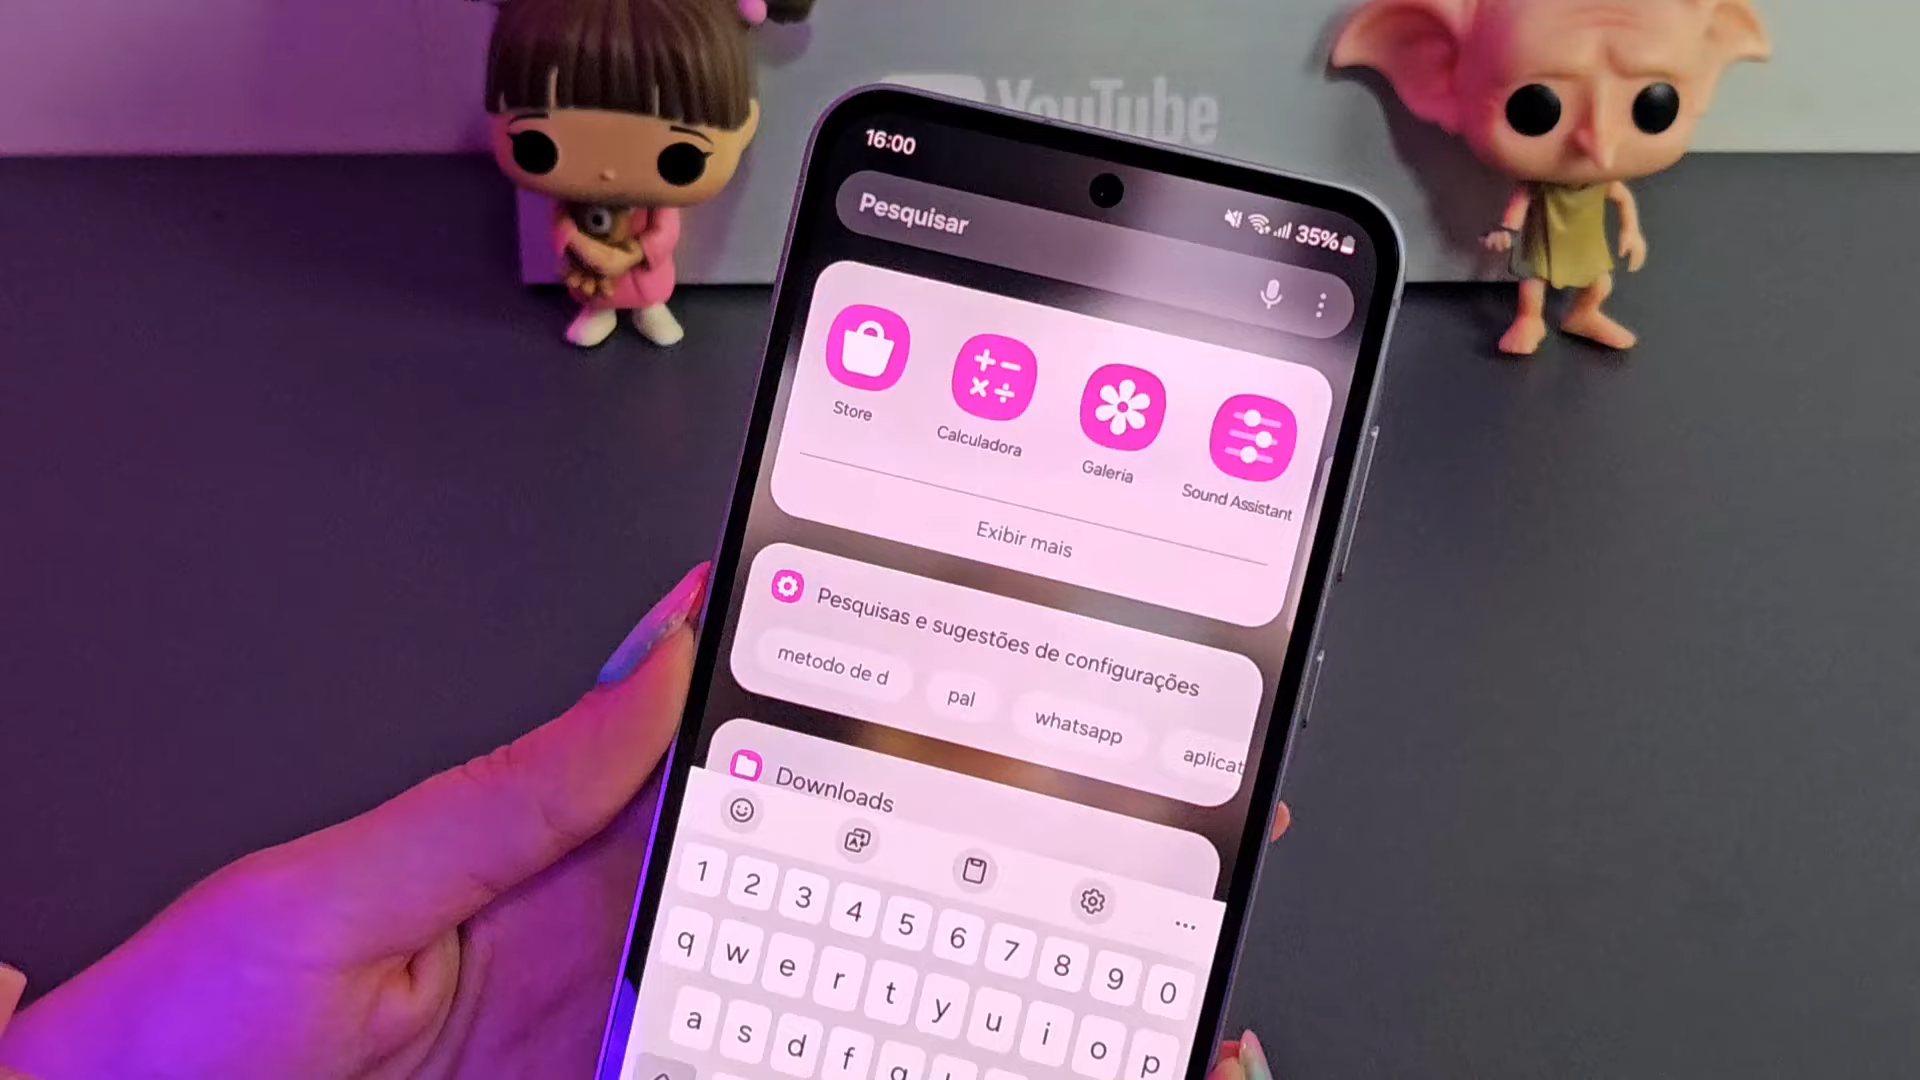 YouTube
16:00
35%
Pesquisar
Store
Calculadora
Galeria
Sound Assistant
Exibir mais
Pesquisas e sugestões de configurações
metodo de d
pal
whatsapp
aplicat
Downloads
1 2 3 4 5 6 7 8 9 0
q w e r t y u i o p
a s d f g